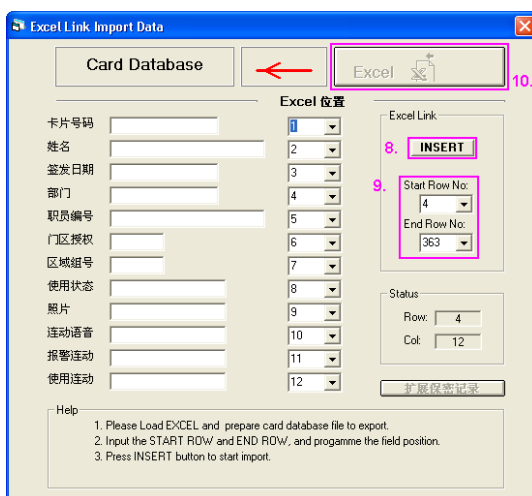 Excel Link Import Data
Card Database
Excel
10.
Excel 位置
卡片号码 1
姓名 2
签发日期 3
部门 4
职员编号 5
门区授权 6
区域组号 7
使用状态 8
照片 9
连动语音 10
报警连动 11
使用连动 12
Excel Link
8. INSERT
9. Start Row No:
4
End Row No:
363
Status
Row: 4
Col: 12
扩展保密记录
Help
1. Please Load EXCEL and prepare card database file to export.
2. Input the START ROW and END ROW, and programme the field position.
3. Press INSERT button to start import.